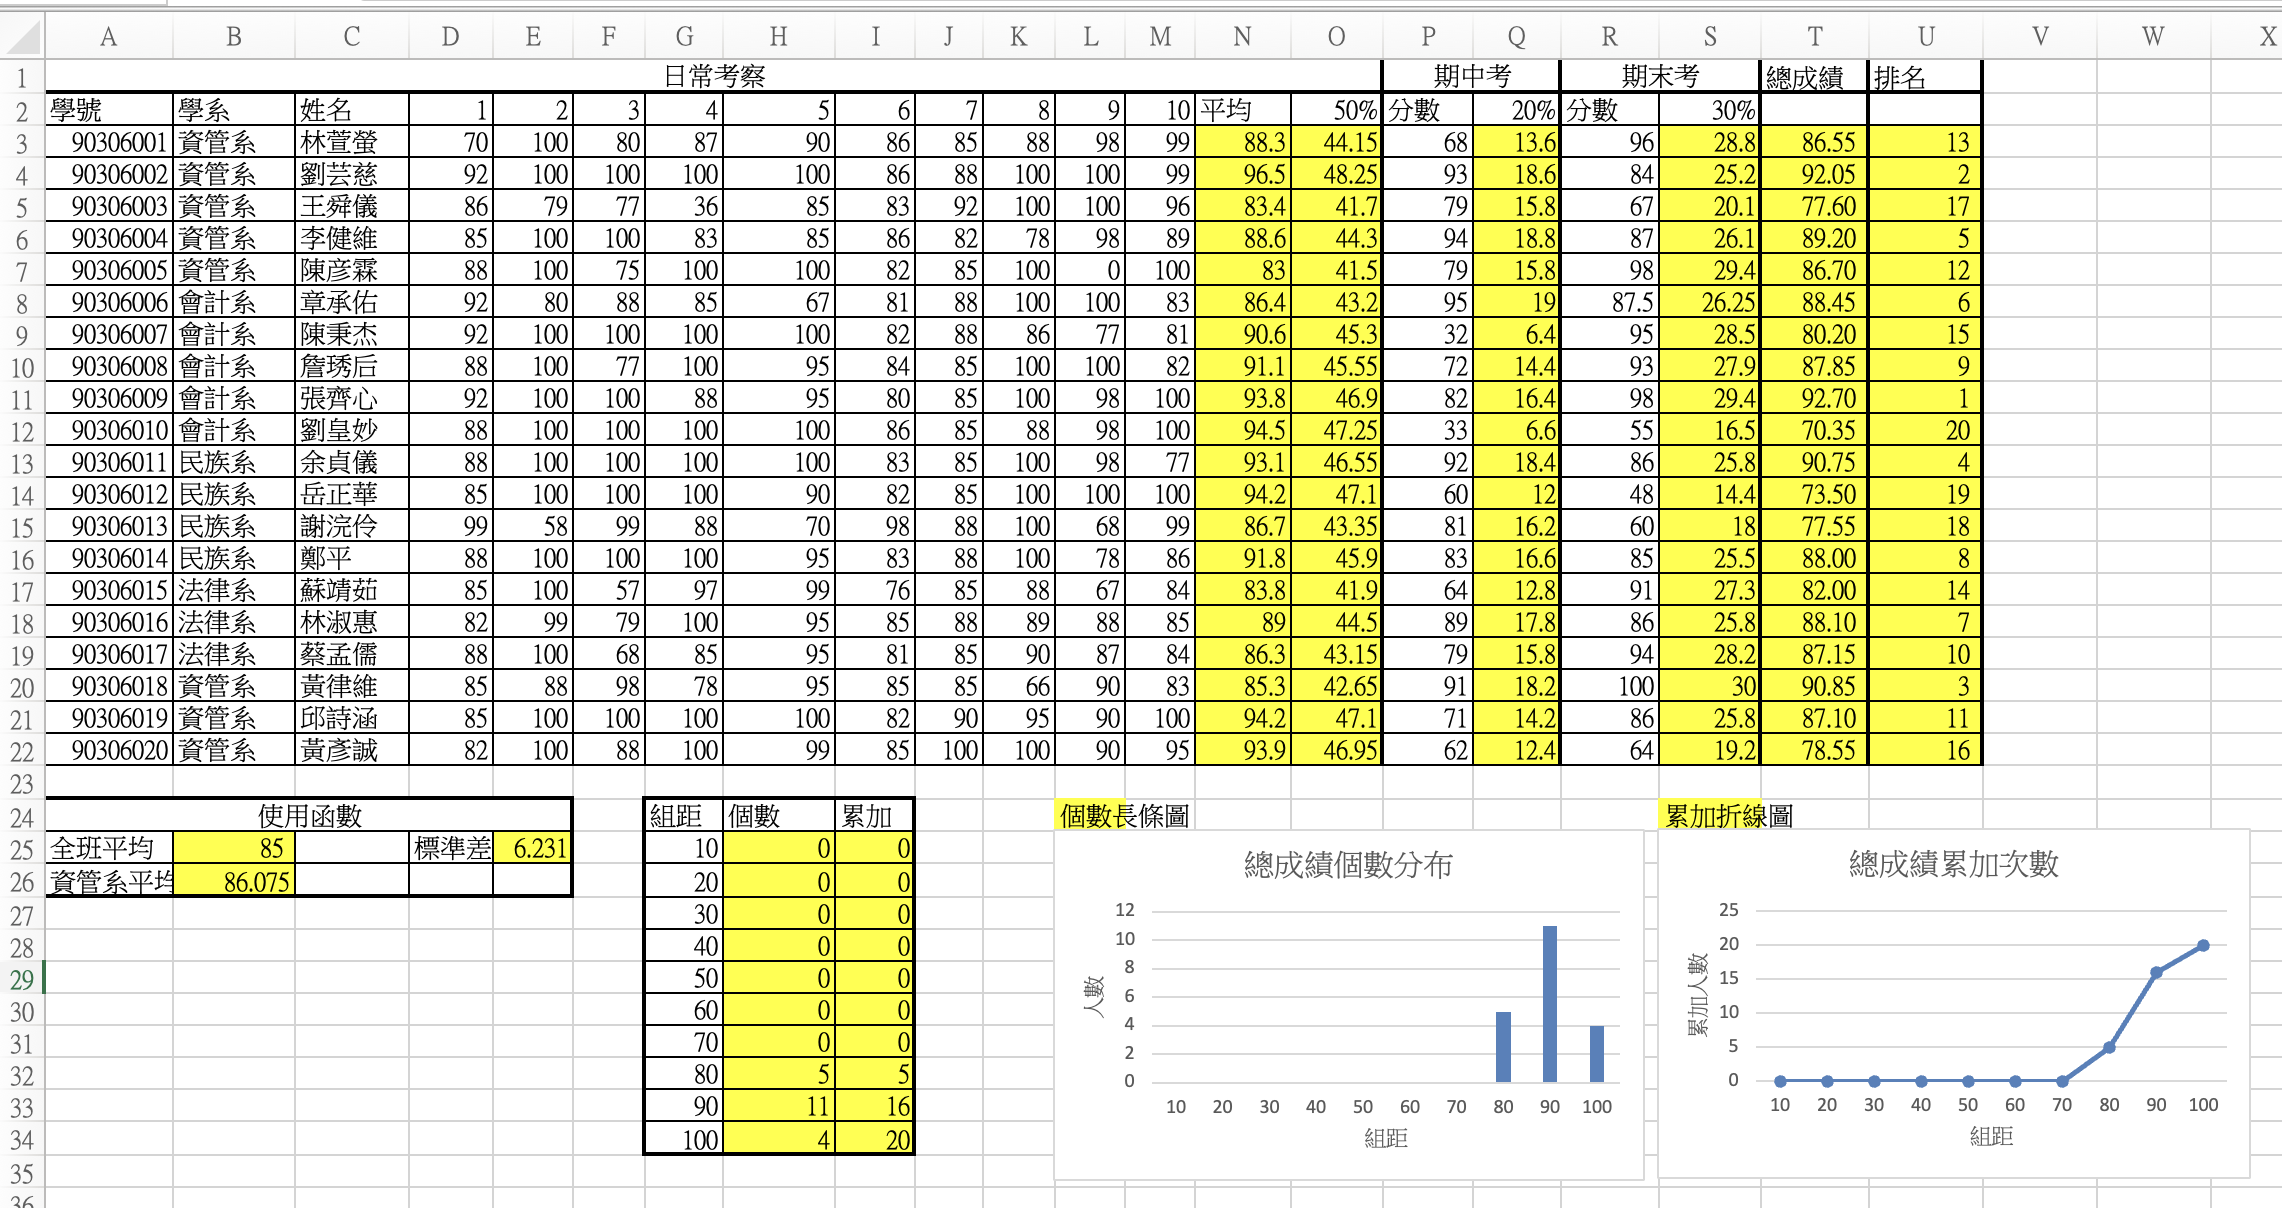 A B C D E F G H I J K L M N O P Q R S T U V W X
1 日常考察 期中考 期末考 總成績 排名
2 學號 學系 姓名 1 2 3 4 5 6 7 8 9 10 平均 50% 分數 20% 分數 30%
3 90306001 資管系 林萱螢 70 100 80 87 90 86 85 88 98 99 88.3 44.15 68 13.6 96 28.8 86.55 13
4 90306002 資管系 劉芸慈 92 100 100 100 100 86 88 100 100 99 96.5 48.25 93 18.6 84 25.2 92.05 2
5 90306003 資管系 王舜儀 86 79 77 36 85 83 92 100 100 96 83.4 41.7 79 15.8 67 20.1 77.60 17
6 90306004 資管系 李健維 85 100 100 83 85 86 82 78 98 89 88.6 44.3 94 18.8 87 26.1 89.20 5
7 90306005 資管系 陳彦霖 88 100 75 100 100 82 85 100 0 100 83 41.5 79 15.8 98 29.4 86.70 12
8 90306006 會計系 章承佑 92 80 88 85 67 81 88 100 100 83 86.4 43.2 95 19 87.5 26.25 88.45 6
9 90306007 會計系 陳秉杰 92 100 100 100 100 82 88 86 77 81 90.6 45.3 32 6.4 95 28.5 80.20 15
10 90306008 會計系 詹琇后 88 100 77 100 95 84 85 100 100 82 91.1 45.55 72 14.4 93 27.9 87.85 9
11 90306009 會計系 張齊心 92 100 100 88 95 80 85 100 98 100 93.8 46.9 82 16.4 98 29.4 92.70 1
12 90306010 會計系 劉皇妙 88 100 100 100 100 86 85 88 98 100 94.5 47.25 33 6.6 55 16.5 70.35 20
13 90306011 民族系 余貞儀 88 100 100 100 100 83 85 100 98 77 93.1 46.55 92 18.4 86 25.8 90.75 4
14 90306012 民族系 岳正華 85 100 100 100 90 82 85 100 100 100 94.2 47.1 60 12 48 14.4 73.50 19
15 90306013 民族系 謝浣伶 99 58 99 88 70 98 88 100 68 99 86.7 43.35 81 16.2 60 18 77.55 18
16 90306014 民族系 鄭平 88 100 100 100 95 83 88 100 78 86 91.8 45.9 83 16.6 85 25.5 88.00 8
17 90306015 法律系 蘇靖茹 85 100 57 97 99 76 85 88 67 84 83.8 41.9 64 12.8 91 27.3 82.00 14
18 90306016 法律系 林淑惠 82 99 79 100 95 85 88 89 88 85 89 44.5 89 17.8 86 25.8 88.10 7
19 90306017 法律系 蔡孟儒 88 100 68 85 95 81 85 90 87 84 86.3 43.15 79 15.8 94 28.2 87.15 10
20 90306018 資管系 黃律維 85 88 98 78 95 85 85 66 90 83 85.3 42.65 91 18.2 100 30 90.85 3
21 90306019 資管系 邱詩涵 85 100 100 100 100 82 90 95 90 100 94.2 47.1 71 14.2 86 25.8 87.10 11
22 90306020 資管系 黃彥誠 82 100 88 100 99 85 100 100 90 95 93.9 46.95 62 12.4 64 19.2 78.55 16
23
24 使用函數 組距 個數 累加 個數長條圖 累加折線圖
25 全班平均 85 標準差 6.231 10 0 0
26 資管系平均 86.075 20 0 0
27 30 0 0
28 40 0 0
29 50 0 0
30 60 0 0
31 70 0 0
32 80 5 5
33 90 11 16
34 100 4 20
35
36
總成績個數分布
人數
12
10
8
6
4
2
0
10 20 30 40 50 60 70 80 90 100
組距
總成績累加次數
累加人數
25
20
15
10
5
0
10 20 30 40 50 60 70 80 90 100
組距